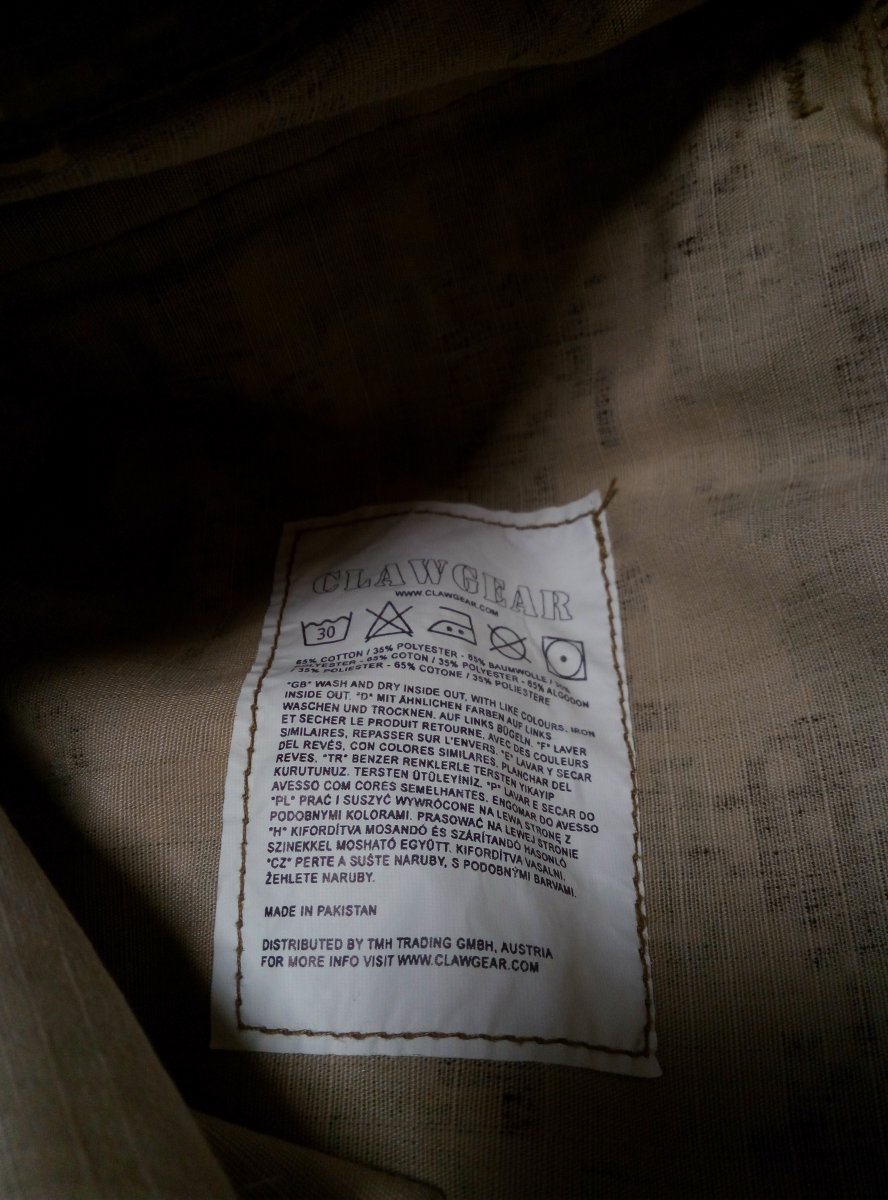 CLAWGEAR
WWW.CLAWGEAR.COM
30
65% COTTON / 35% POLYESTER - 65% BAUMWOLLE / 35%
POLYESTER - 65% COTON / 35% POLYESTER - 65% ALGODON
/ 35% POLIESTER - 65% COTONE / 35% POLIESTERE
"GB" WASH AND DRY INSIDE OUT, WITH LIKE COLOURS. IRON
INSIDE OUT. "D" MIT ÄHNLICHEN FARBEN AUF LINKS
WASCHEN UND TROCKNEN. AUF LINKS BÜGELN. "F" LAVER
ET SECHER LE PRODUIT RETOURNE, AVEC DES COULEURS
SIMILAIRES, REPASSER SUR L'ENVERS. "E" LAVAR Y SECAR
DEL REVÉS, CON COLORES SIMILARES. PLANCHAR DEL
REVES. "TR" BENZER RENKLERLE TERSTEN YIKAYIP
KURUTUNUZ. TERSTEN ÜTÜLEYINIZ. "P" LAVAR E SECAR DO
AVESSO COM CORES SEMELHANTES. ENGOMAR DO AVESSO
"PL" PRAĆ I SUSZYĆ WYWRÓCONE NA LEWĄ STRONĘ Z
PODOBNYMI KOLORAMI. PRASOWAĆ NA LEWEJ STRONIE
"H" KIFORDÍTVA MOSANDÓ ÉS SZÁRÍTANDÓ HASONLÓ
SZINEKKEL MOSHATÓ EGYÜTT. KIFORDÍTVA VASALNI.
"CZ" PERTE A SUŠTE NARUBY, S PODOBNÝMI BARVAMI.
ŽEHLETE NARUBY.
MADE IN PAKISTAN
DISTRIBUTED BY TMH TRADING GMBH, AUSTRIA
FOR MORE INFO VISIT WWW.CLAWGEAR.COM